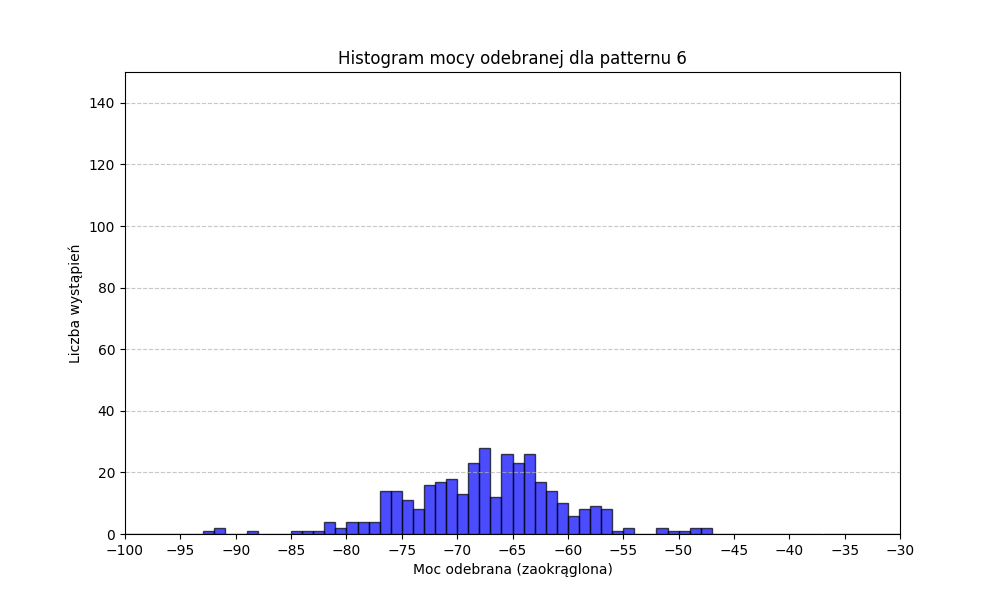 Histogram mocy odebranej dla patternu 6
140
120
100
80
60
40
20
0
Liczba wystąpień
−100 −95 −90 −85 −80 −75 −70 −65 −60 −55 −50 −45 −40 −35 −30
Moc odebrana (zaokrąglona)